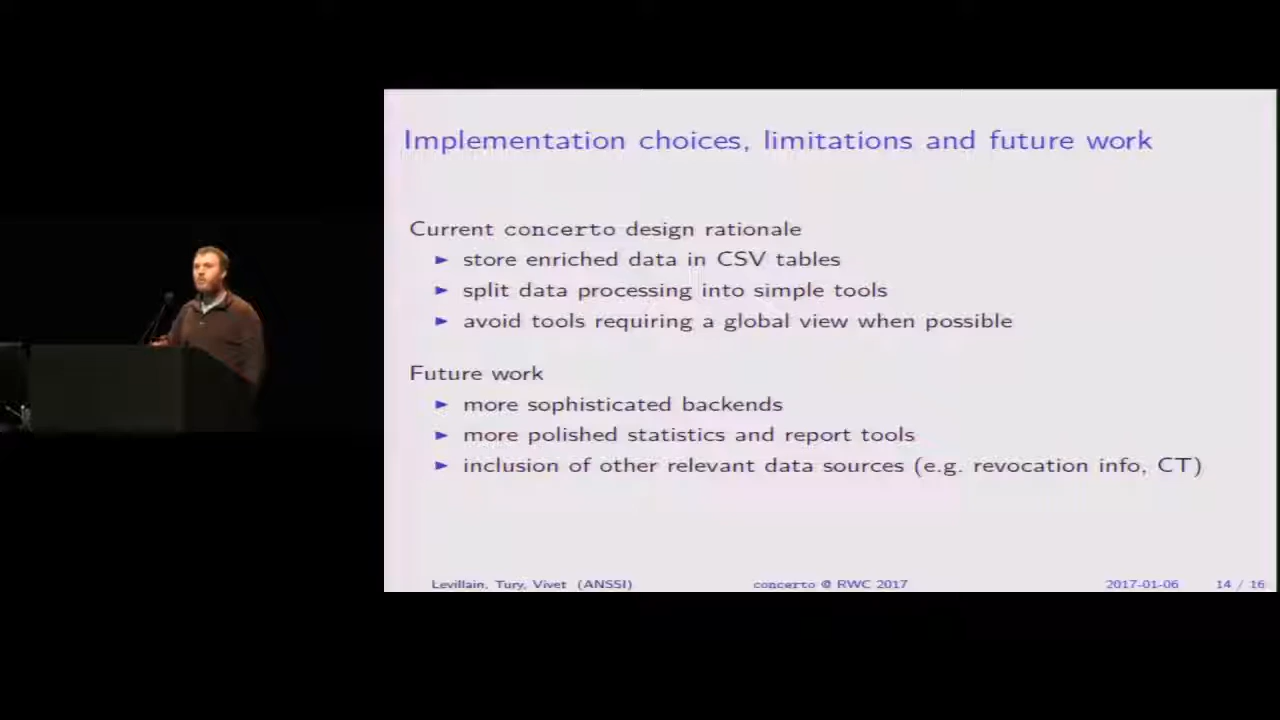 Implementation choices, limitations and future work
Current concerto design rationale
► store enriched data in CSV tables
► split data processing into simple tools
► avoid tools requiring a global view when possible
Future work
► more sophisticated backends
► more polished statistics and report tools
► inclusion of other relevant data sources (e.g. revocation info, CT)
Levillain, Tury, Vivet (ANSSI) concerto @ RWC 2017 2017-01-06 14 / 16